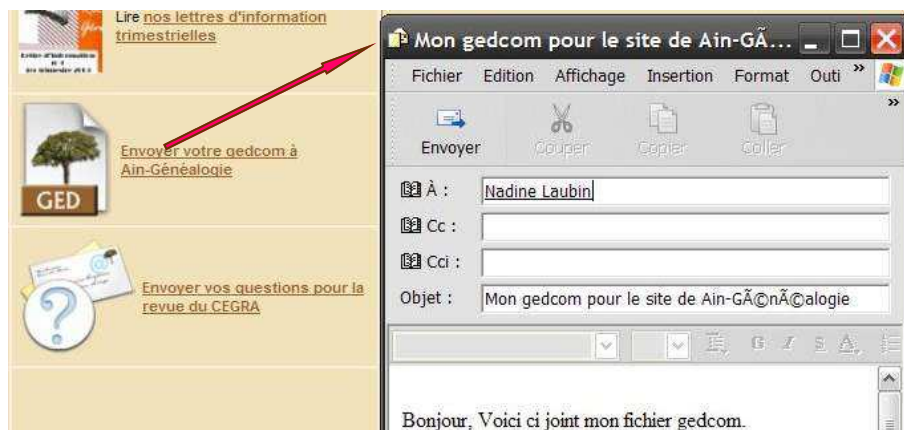 Lire nos lettres d'information
trimestrielles
Envoyer votre gedcom à
Ain-Généalogie
GED
Envoyer vos questions pour la
revue du CEGRA
Mon gedcom pour le site de Ain-GÃ...
Fichier Edition Affichage Insertion Format Outi »
»
Envoyer Couper Copier Coller
À : Nadine Laubin
Cc :
Cci :
Objet : Mon gedcom pour le site de Ain-GÃ©nÃ©alogie
G I S A
Bonjour, Voici ci joint mon fichier gedcom.